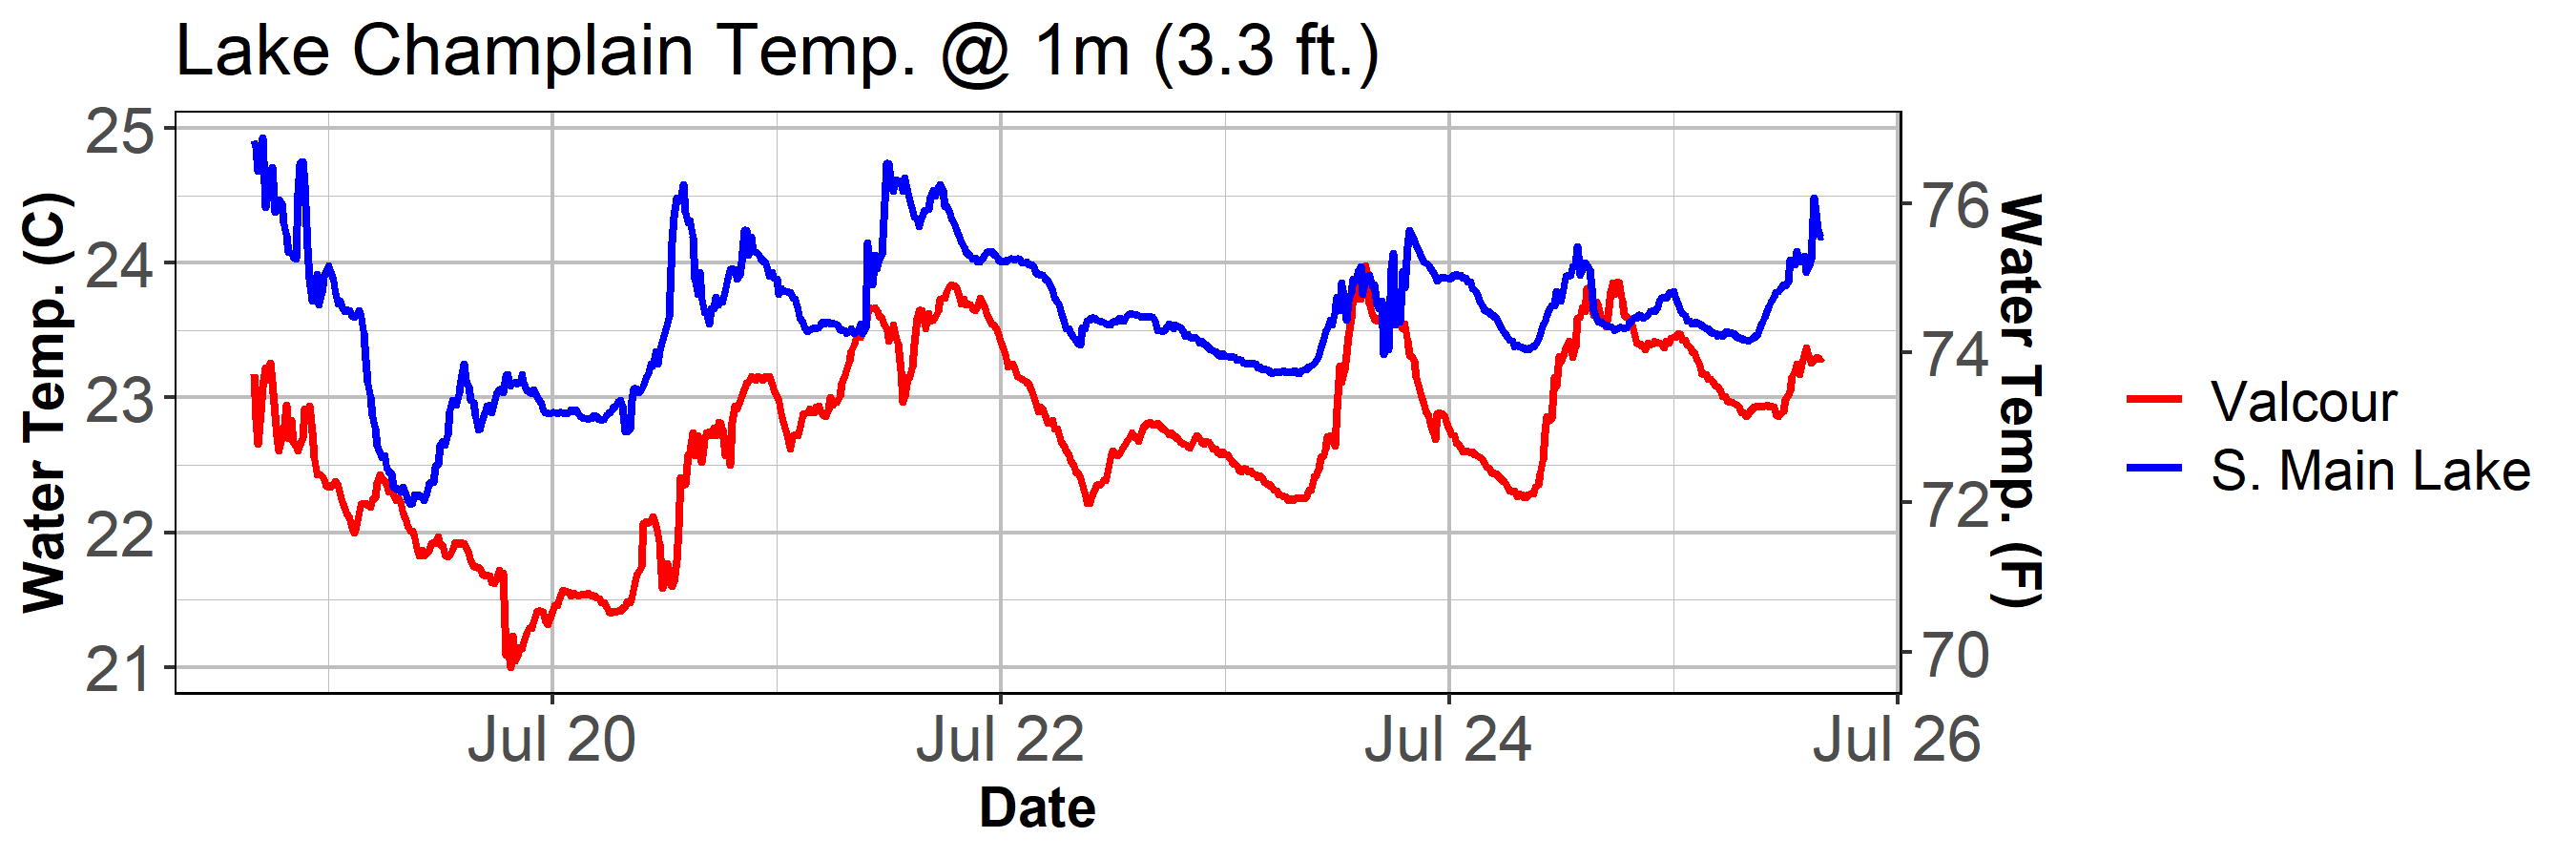 Lake Champlain Temp. @ 1m (3.3 ft.)
Water Temp. (C)
25
24
23
22
21
76
74
72
70
Water Temp. (F)
Jul 20
Jul 22
Jul 24
Jul 26
Date
Valcour
S. Main Lake